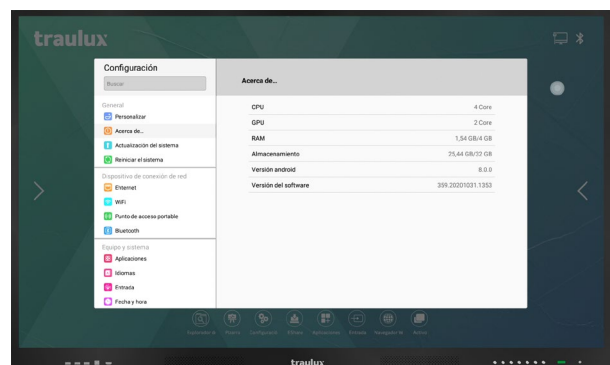 traulux
Configuración
Buscar
Acerca de...
General
Personalizar
Acerca de...
Actualización del sistema
Reiniciar el sistema
Dispositivo de conexión de red
Ehternet
WiFi
Punto de acceso portable
Bluetooth
Equipo y sistema
Aplicaciones
Idiomas
Entrada
Fecha y hora
CPU 4 Core
GPU 2 Core
RAM 1,54 GB/4 GB
Almacenamiento 25,44 GB/32 GB
Versión android 8.0.0
Versión del software 359.20201031.1353
Pizarra
Aplicaciones
Entrada
traulux